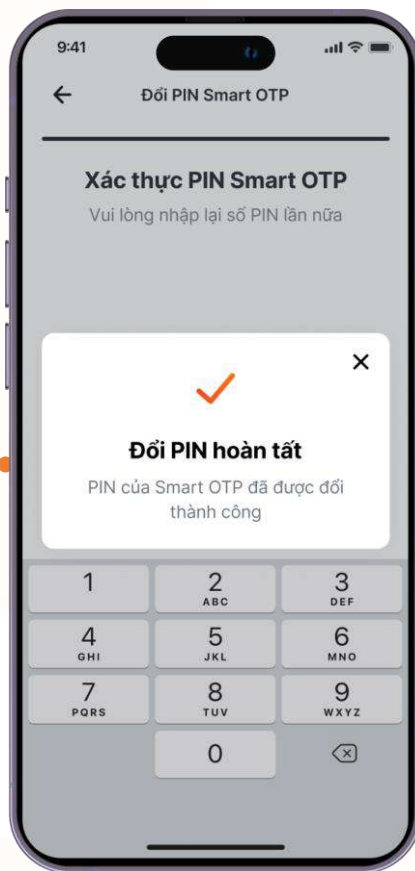 9:41
Đổi PIN Smart OTP
Xác thực PIN Smart OTP
Vui lòng nhập lại số PIN lần nữa
Đổi PIN hoàn tất
PIN của Smart OTP đã được đổi
thành công
1 2 3
ABC DEF
4 5 6
GHI JKL MNO
7 8 9
PQRS TUV WXYZ
0